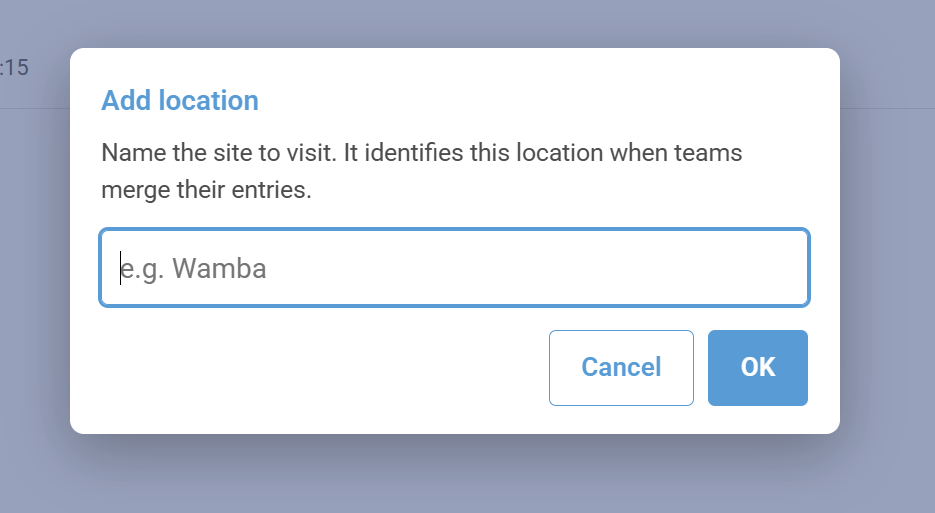 :15
Add location
Name the site to visit. It identifies this location when teams
merge their entries.
e.g. Wamba
Cancel
OK